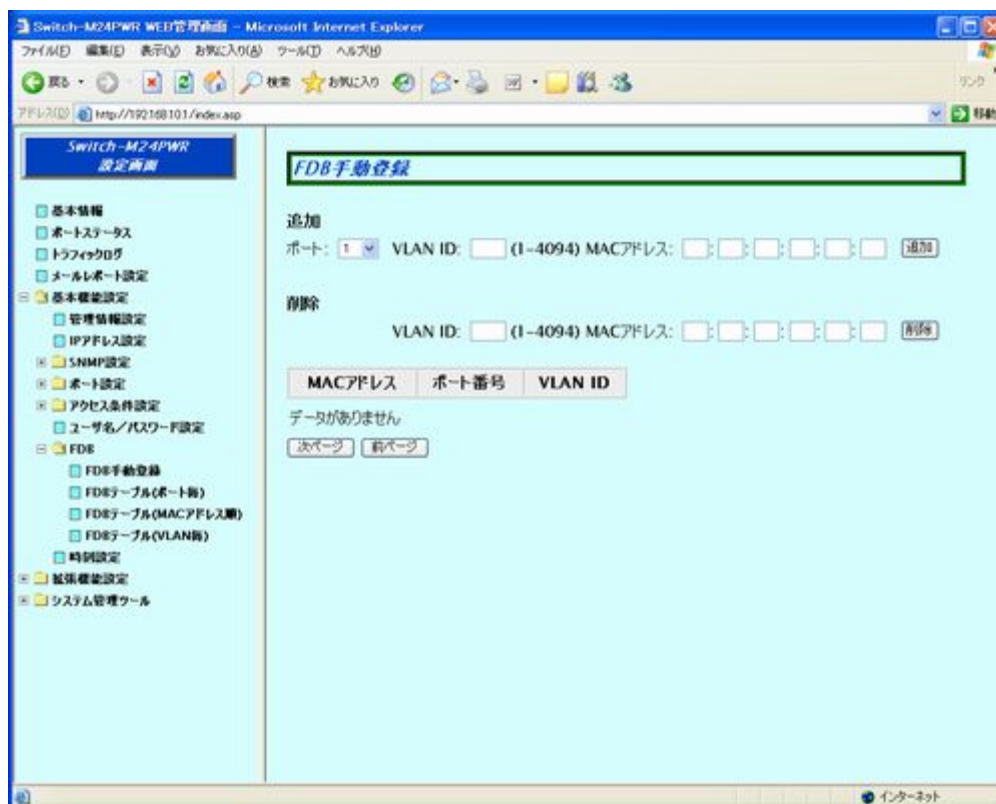 Switch-M24PWR WEB管理画面 - Microsoft Internet Explorer
ファイル(F) 編集(E) 表示(V) お気に入り(A) ツール(T) ヘルプ(H)
戻る 検索 お気に入り リンク
アドレス(D) http://192.168.1.01/index.asp 移動
Switch-M24PWR
設定画面
基本情報
ポートステータス
トラフィックログ
メールレポート設定
基本機能設定
管理情報設定
IPアドレス設定
SNMP設定
ポート設定
アクセス条件設定
ユーザ名/パスワード設定
FDB
FDB手動登録
FDBテーブル(ポート毎)
FDBテーブル(MACアドレス順)
FDBテーブル(VLAN毎)
時刻設定
拡張機能設定
システム管理ツール
FDB手動登録
追加
ポート: 1 VLAN ID: (1-4094) MACアドレス: : : : : : 追加
削除
VLAN ID: (1-4094) MACアドレス: : : : : : 削除
MACアドレス ポート番号 VLAN ID
データがありません
次ページ 前ページ
インターネット